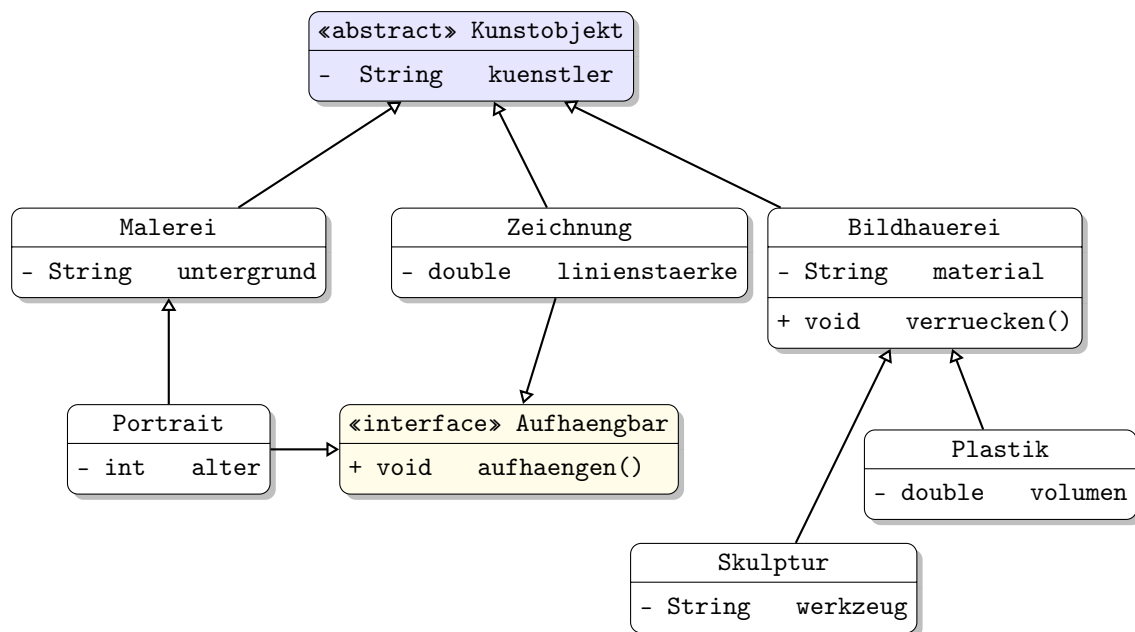 «abstract» Kunstobjekt
- String kuenstler
Malerei
- String untergrund
Zeichnung
- double linienstaerke
Bildhauerei
- String material
+ void verruecken()
Portrait
- int alter
«interface» Aufhaengbar
+ void aufhaengen()
Plastik
- double volumen
Skulptur
- String werkzeug